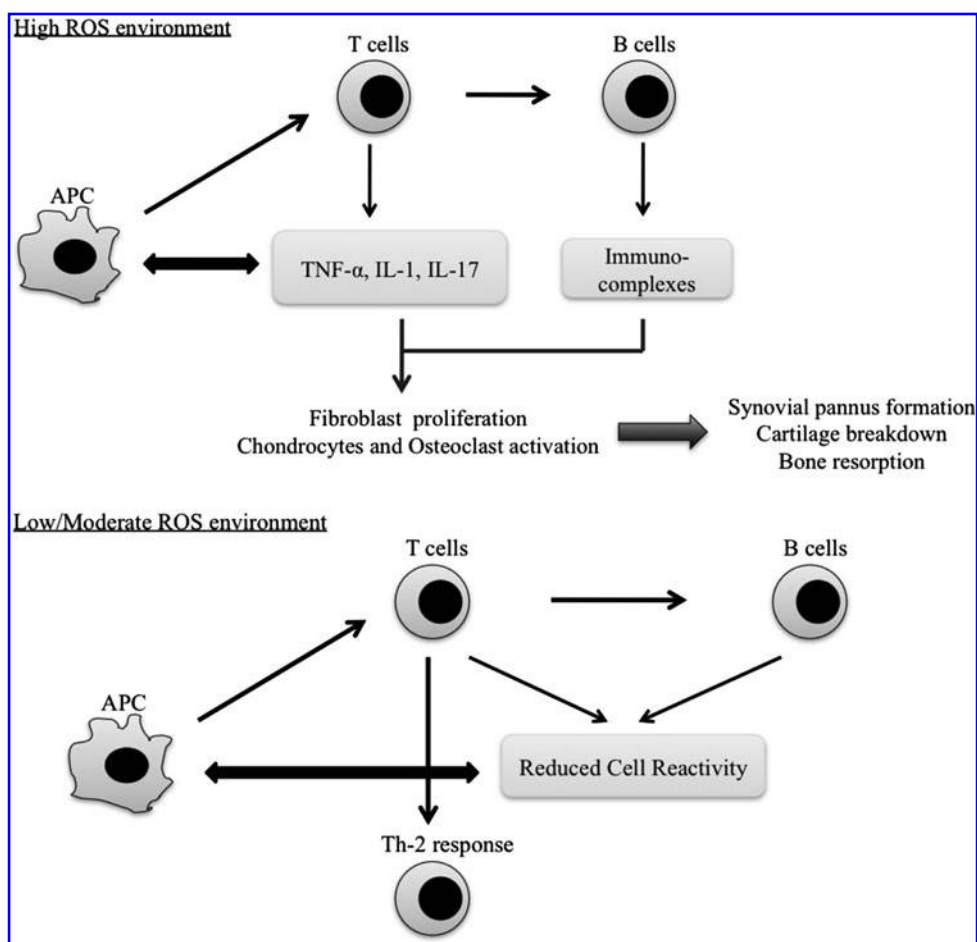 High ROS environment
T cells
B cells
APC
TNF-α, IL-1, IL-17
Immuno-
complexes
Fibroblast proliferation
Chondrocytes and Osteoclast activation
Synovial pannus formation
Cartilage breakdown
Bone resorption
Low/Moderate ROS environment
T cells
B cells
APC
Reduced Cell Reactivity
Th-2 response